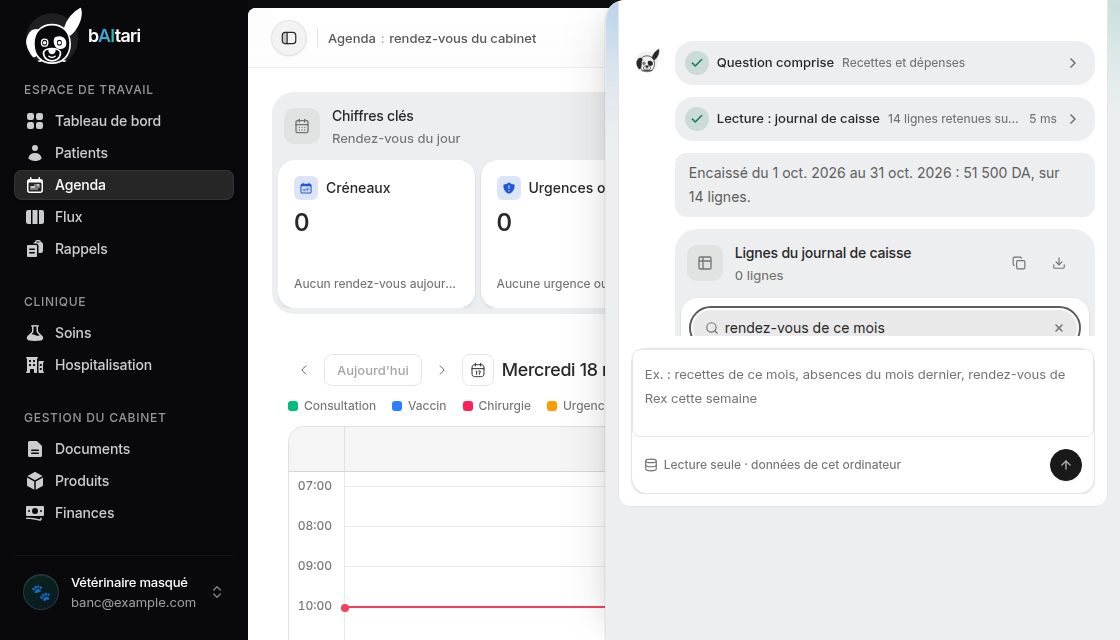 bAItari
ESPACE DE TRAVAIL
Tableau de bord
Patients
Agenda
Flux
Rappels
CLINIQUE
Soins
Hospitalisation
GESTION DU CABINET
Documents
Produits
Finances
Vétérinaire masqué
banc@example.com
Agenda : rendez-vous du cabinet
Chiffres clés
Rendez-vous du jour
Créneaux
0
Aucun rendez-vous aujour...
Urgences o
0
Aucune urgence ou
Aujourd'hui
17
Mercredi 18
Consultation
Vaccin
Chirurgie
Urgenc
07:00
08:00
09:00
10:00
Question comprise Recettes et dépenses
Lecture : journal de caisse 14 lignes retenues su... 5 ms
Encaissé du 1 oct. 2026 au 31 oct. 2026 : 51 500 DA, sur
14 lignes.
Lignes du journal de caisse
0 lignes
rendez-vous de ce mois
Ex. : recettes de ce mois, absences du mois dernier, rendez-vous de
Rex cette semaine
Lecture seule · données de cet ordinateur